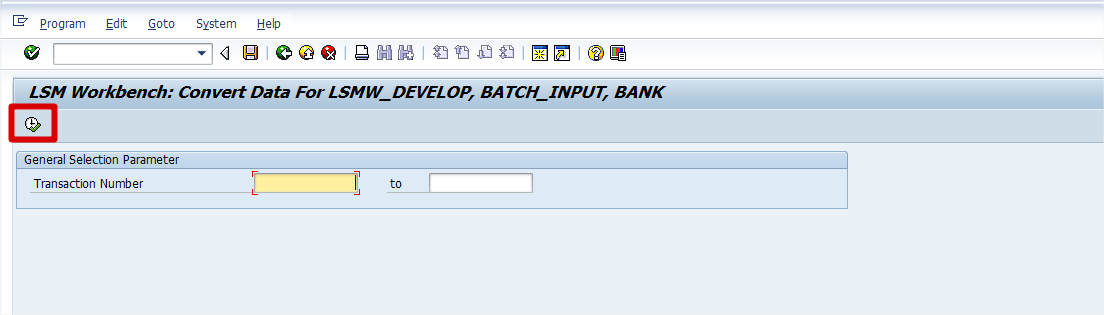 Program Edit Goto System Help
LSM Workbench: Convert Data For LSMW_DEVELOP, BATCH_INPUT, BANK
General Selection Parameter
Transaction Number to